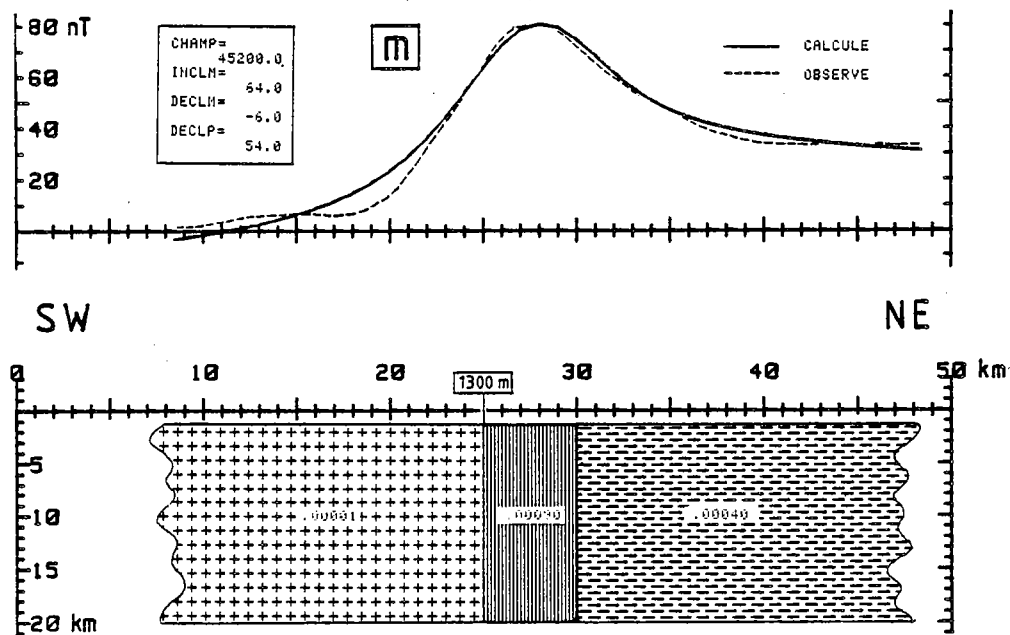 80 nT
60
40
20
CHAMP=
45200.0
INCLM=
64.0
DECLM=
-6.0
DECLP=
54.0
m
CALCULE
OBSERVE
SW
NE
0
10
20
30
40
50 km
1300 m
5
10
15
20 km
.00001
.00090
.00040